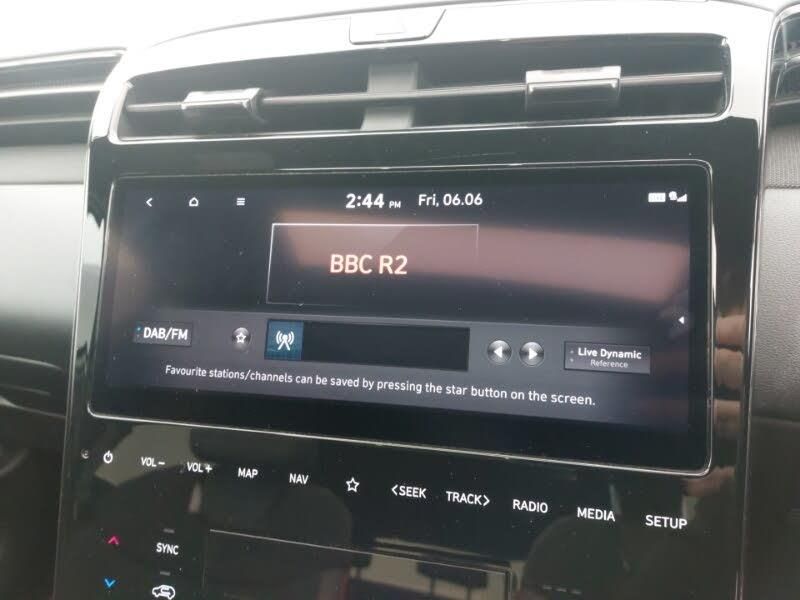 2:44 PM Fri, 06.06
BBC R2
DAB/FM
Live Dynamic
Reference
Favourite stations/channels can be saved by pressing the star button on the screen.
VOL− VOL+ MAP NAV <SEEK TRACK> RADIO MEDIA SETUP
SYNC